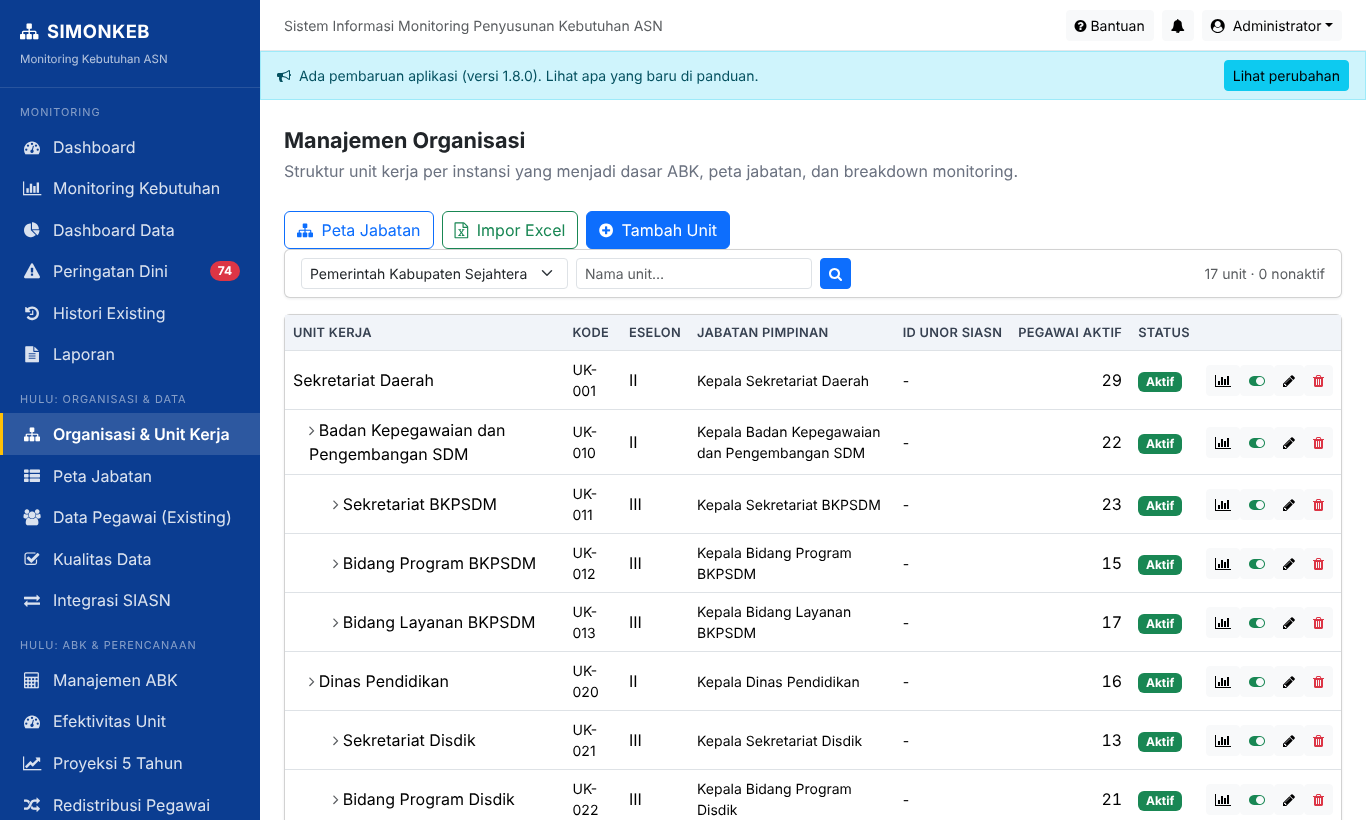 SIMONKEB
Monitoring Kebutuhan ASN
MONITORING
Dashboard
Monitoring Kebutuhan
Dashboard Data
Peringatan Dini 74
Histori Existing
Laporan
HULU: ORGANISASI & DATA
Organisasi & Unit Kerja
Peta Jabatan
Data Pegawai (Existing)
Kualitas Data
Integrasi SIASN
HULU: ABK & PERENCANAAN
Manajemen ABK
Efektivitas Unit
Proyeksi 5 Tahun
Redistribusi Pegawai
Sistem Informasi Monitoring Penyusunan Kebutuhan ASN Bantuan Administrator
Ada pembaruan aplikasi (versi 1.8.0). Lihat apa yang baru di panduan. Lihat perubahan
Manajemen Organisasi
Struktur unit kerja per instansi yang menjadi dasar ABK, peta jabatan, dan breakdown monitoring.
Peta Jabatan Impor Excel Tambah Unit
Pemerintah Kabupaten Sejahtera Nama unit... 17 unit · 0 nonaktif
UNIT KERJA KODE ESELON JABATAN PIMPINAN ID UNOR SIASN PEGAWAI AKTIF STATUS
Sekretariat Daerah UK-001 II Kepala Sekretariat Daerah - 29 Aktif
Badan Kepegawaian dan Pengembangan SDM UK-010 II Kepala Badan Kepegawaian dan Pengembangan SDM - 22 Aktif
Sekretariat BKPSDM UK-011 III Kepala Sekretariat BKPSDM - 23 Aktif
Bidang Program BKPSDM UK-012 III Kepala Bidang Program BKPSDM - 15 Aktif
Bidang Layanan BKPSDM UK-013 III Kepala Bidang Layanan BKPSDM - 17 Aktif
Dinas Pendidikan UK-020 II Kepala Dinas Pendidikan - 16 Aktif
Sekretariat Disdik UK-021 III Kepala Sekretariat Disdik - 13 Aktif
Bidang Program Disdik UK-022 III Kepala Bidang Program Disdik - 21 Aktif